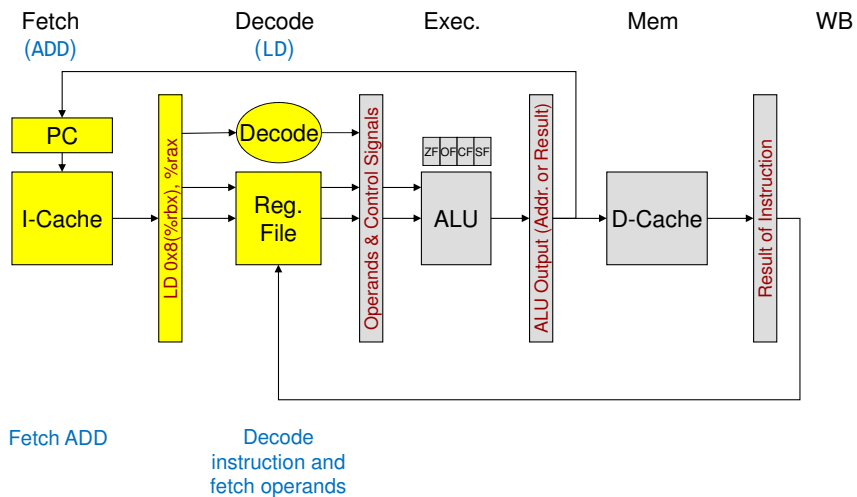 Fetch
Decode
Exec.
Mem
WB
(ADD)
(LD)
PC
Decode
ZF OF CF SF
I-Cache
LD 0x8(%rbx), %rax
Reg.
File
Operands & Control Signals
ALU
ALU Output (Addr. or Result)
D-Cache
Result of Instruction
Fetch ADD
Decode
instruction and
fetch operands